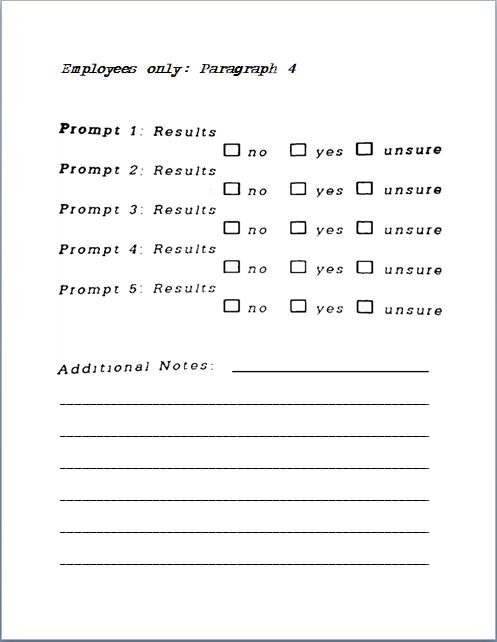 Employees only: Paragraph 4
Prompt 1: Results
no yes unsure
Prompt 2: Results
no yes unsure
Prompt 3: Results
no yes unsure
Prompt 4: Results
no yes unsure
Prompt 5: Results
no yes unsure
Additional Notes: